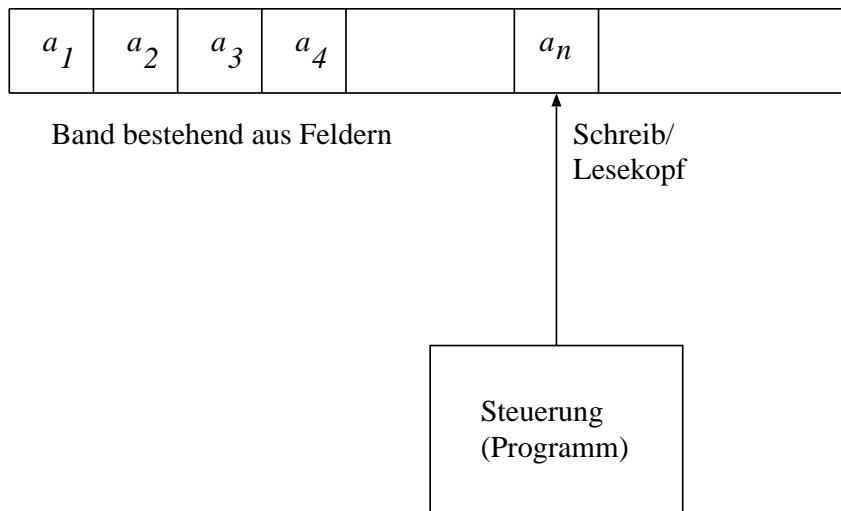 a1 a2 a3 a4 an
Band bestehend aus Feldern
Schreib/
Lesekopf
Steuerung
(Programm)